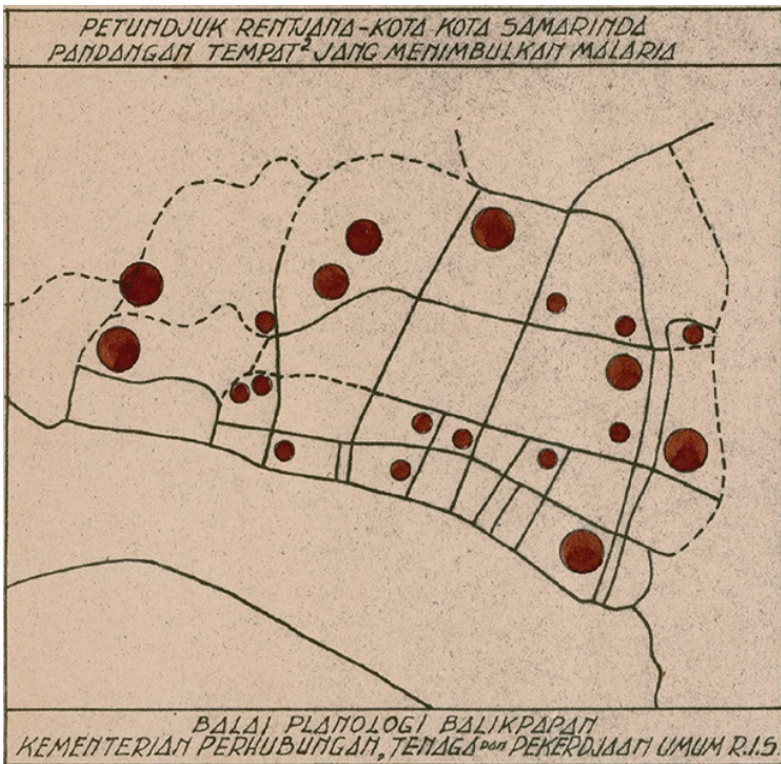 PETUNDJUK RENTJANA-KOTA KOTA SAMARINDA
PANDANGAN TEMPAT² JANG MENIMBULKAN MALARIA
BALAI PLANOLOGI BALIKPAPAN
KEMENTERIAN PERHUBUNGAN, TENAGA DAN PEKERDJAAN UMUM R.I.S